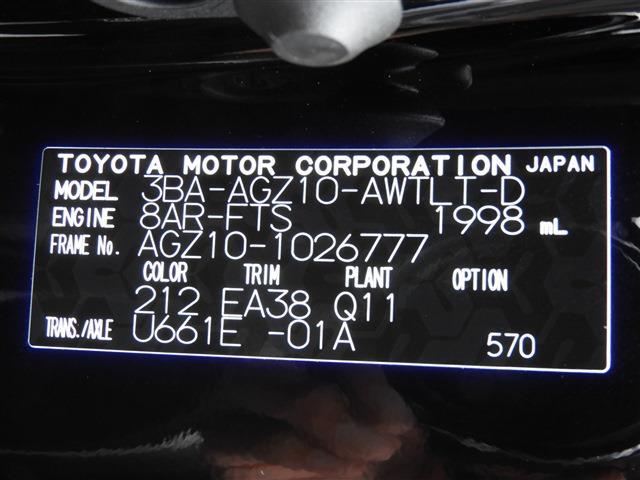 TOYOTA MOTOR CORPORATION JAPAN
MODEL 3BA-AGZ10-AWTLT-D
ENGINE 8AR-FTS 1998 mL
FRAME No. AGZ10-1026777
COLOR TRIM PLANT OPTION
212 EA38 Q11
TRANS./AXLE U661E -01A 570